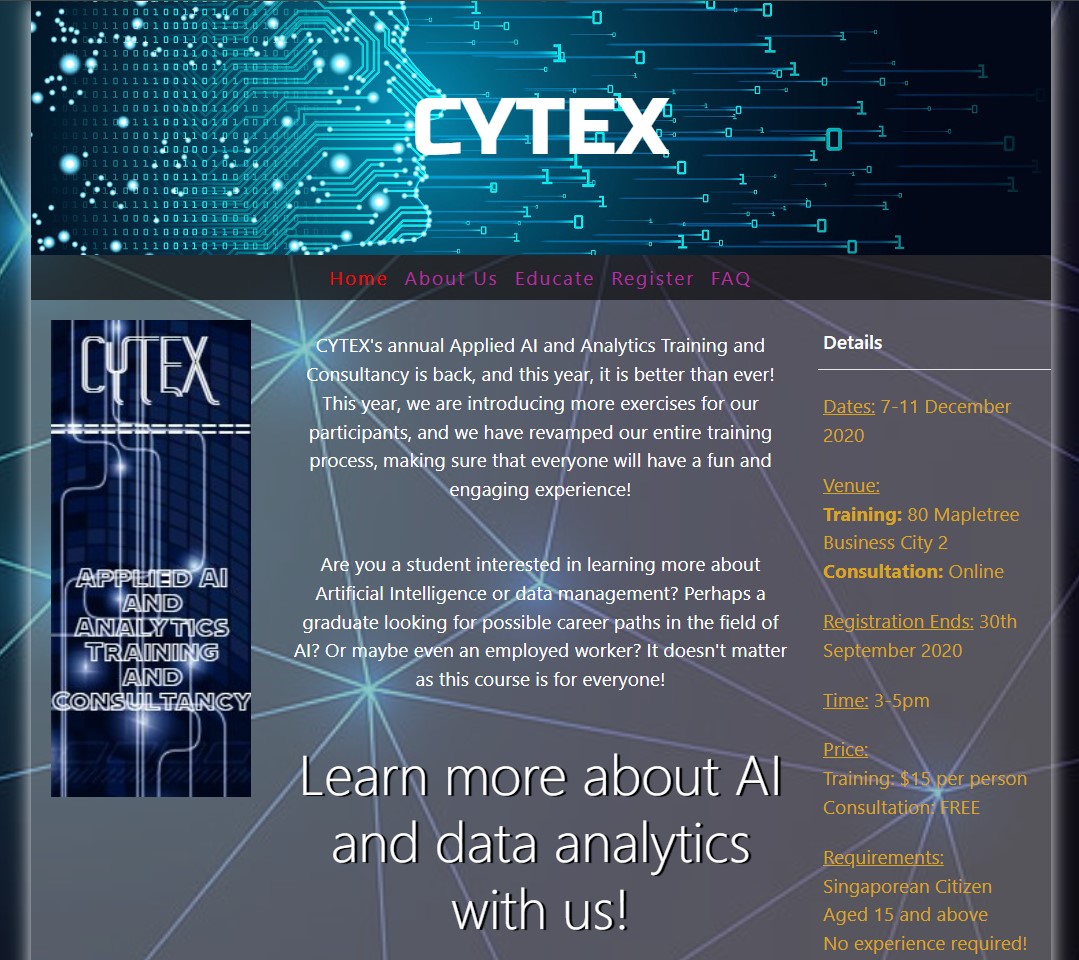 CYTEX
Home About Us Educate Register FAQ
CYTEX
APPLIED AI
AND
ANALYTICS
TRAINING
AND
CONSULTANCY
CYTEX's annual Applied AI and Analytics Training and
Consultancy is back, and this year, it is better than ever!
This year, we are introducing more exercises for our
participants, and we have revamped our entire training
process, making sure that everyone will have a fun and
engaging experience!
Are you a student interested in learning more about
Artificial Intelligence or data management? Perhaps a
graduate looking for possible career paths in the field of
AI? Or maybe even an employed worker? It doesn't matter
as this course is for everyone!
Learn more about AI
and data analytics
with us!
Details
Dates: 7-11 December
2020
Venue:
Training: 80 Mapletree
Business City 2
Consultation: Online
Registration Ends: 30th
September 2020
Time: 3-5pm
Price:
Training: $15 per person
Consultation: FREE
Requirements:
Singaporean Citizen
Aged 15 and above
No experience required!